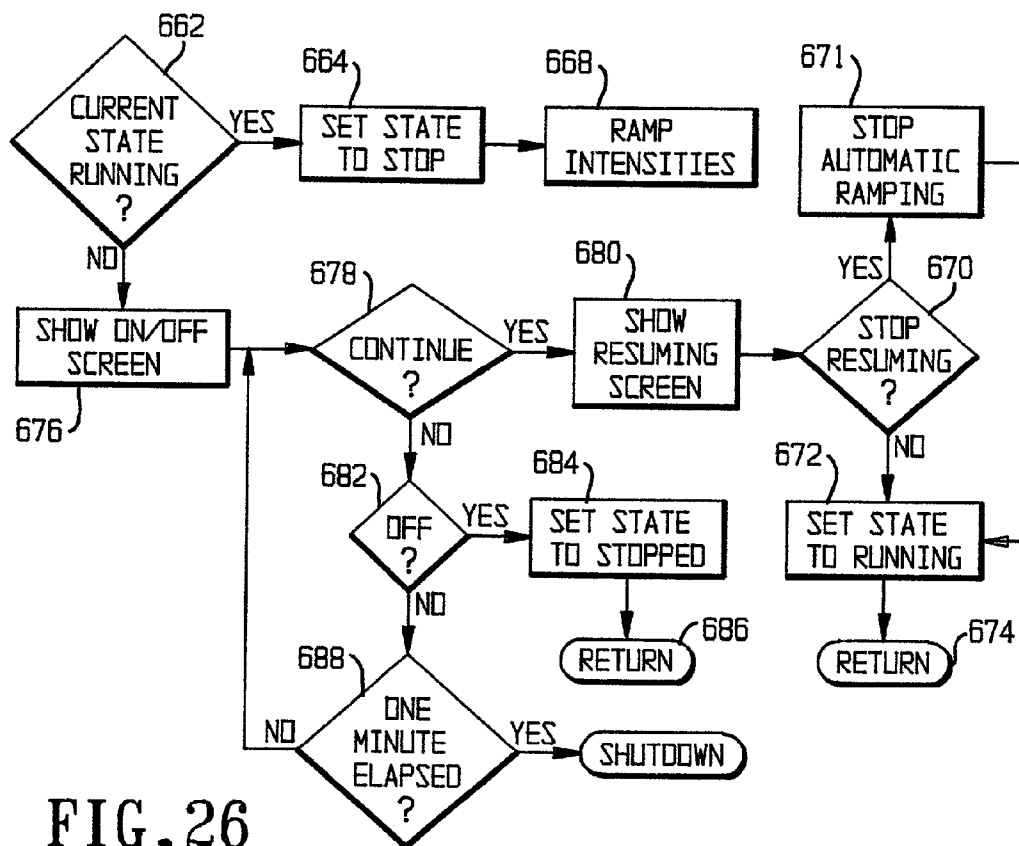 662
CURRENT
STATE
RUNNING
?
YES
NO
664
SET STATE
TO STOP
668
RAMP
INTENSITIES
671
STOP
AUTOMATIC
RAMPING
SHOW ON/OFF
SCREEN
676
678
CONTINUE
?
YES
NO
680
SHOW
RESUMING
SCREEN
YES
670
STOP
RESUMING
?
NO
682
OFF
?
YES
NO
684
SET STATE
TO STOPPED
RETURN
686
672
SET STATE
TO RUNNING
RETURN
674
688
ONE
MINUTE
ELAPSED
?
NO
YES
SHUTDOWN
FIG.26